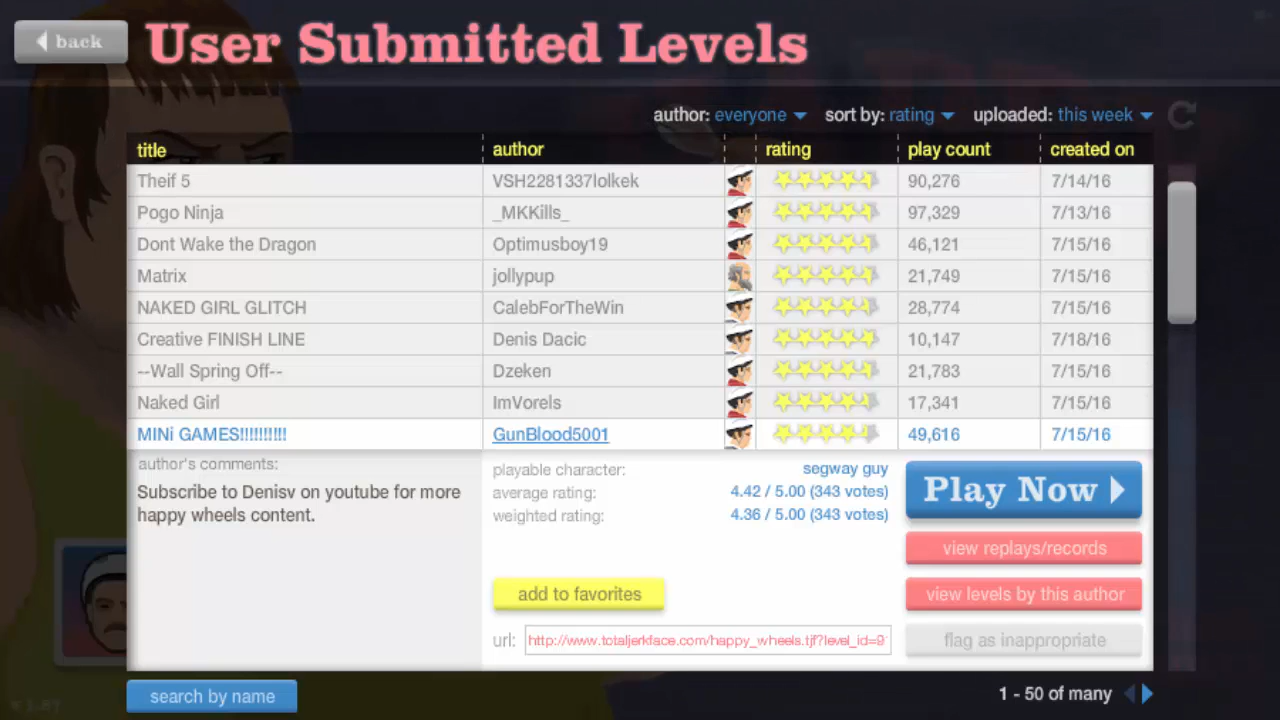 back
User Submitted Levels
author: everyone sort by: rating uploaded: this week
title author rating play count created on
Theif 5 VSH2281337lolkek 90,276 7/14/16
Pogo Ninja _MKKills_ 97,329 7/13/16
Dont Wake the Dragon Optimusboy19 46,121 7/15/16
Matrix jollypup 21,749 7/15/16
NAKED GIRL GLITCH CalebForTheWin 28,774 7/15/16
Creative FINISH LINE Denis Dacic 10,147 7/18/16
--Wall Spring Off-- Dzeken 21,783 7/15/16
Naked Girl ImVorels 17,341 7/15/16
MINi GAMES!!!!!!!!!! GunBlood5001 49,616 7/15/16
author's comments:
Subscribe to Denisv on youtube for more
happy wheels content.
playable character: segway guy
average rating: 4.42 / 5.00 (343 votes)
weighted rating: 4.36 / 5.00 (343 votes)
Play Now
view replays/records
add to favorites
view levels by this author
url: http://www.totaljerkface.com/happy_wheels.tjf?level_id=9
flag as inappropriate
search by name
1 - 50 of many